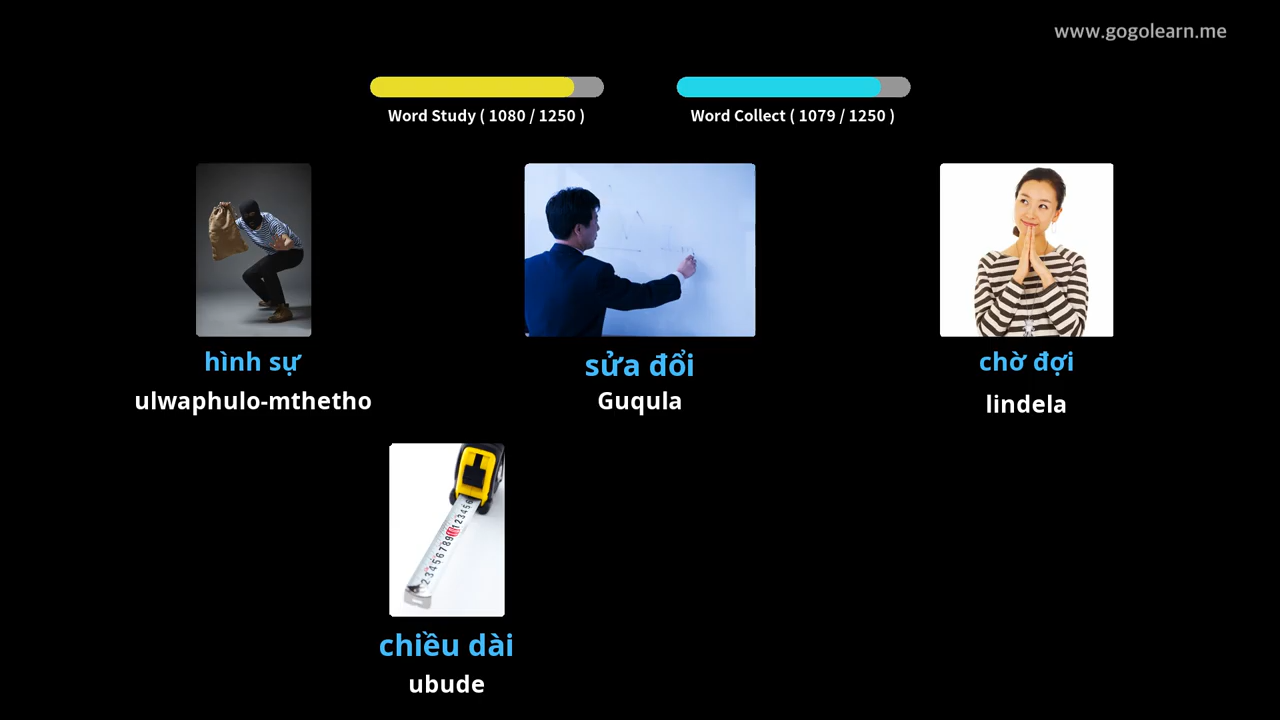 www.gogolearn.me
Word Study ( 1080 / 1250 )
Word Collect ( 1079 / 1250 )
hình sự
ulwaphulo-mthetho
sửa đổi
Guqula
chờ đợi
lindela
chiều dài
ubude